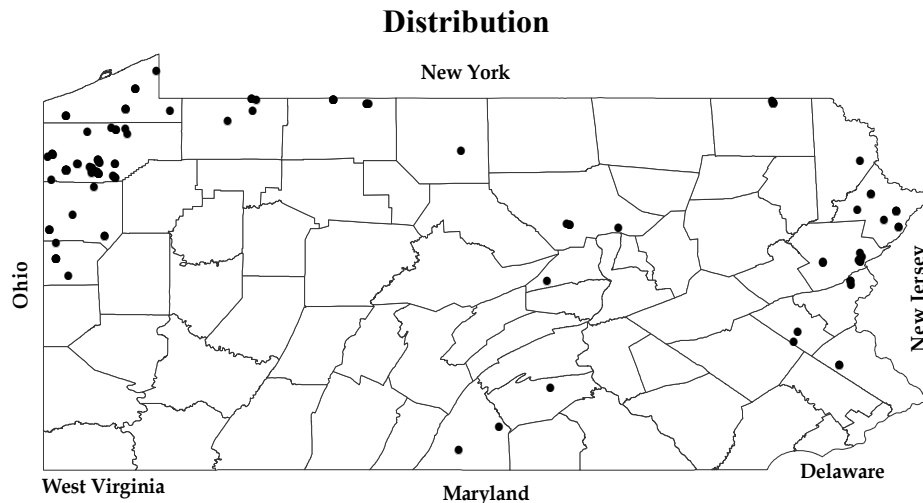 Distribution
New York
Ohio
New Jersey
West Virginia
Maryland
Delaware